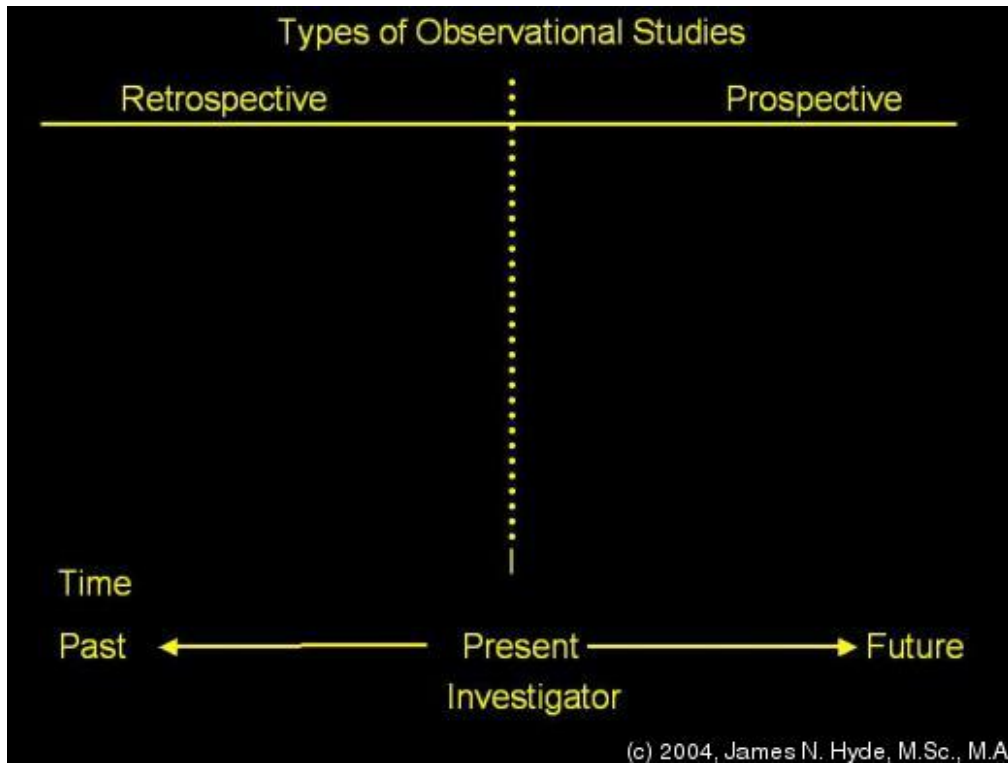 Types of Observational Studies
Retrospective Prospective
Time
Past Present Future
Investigator
(c) 2004, James N. Hyde, M.Sc., M.A